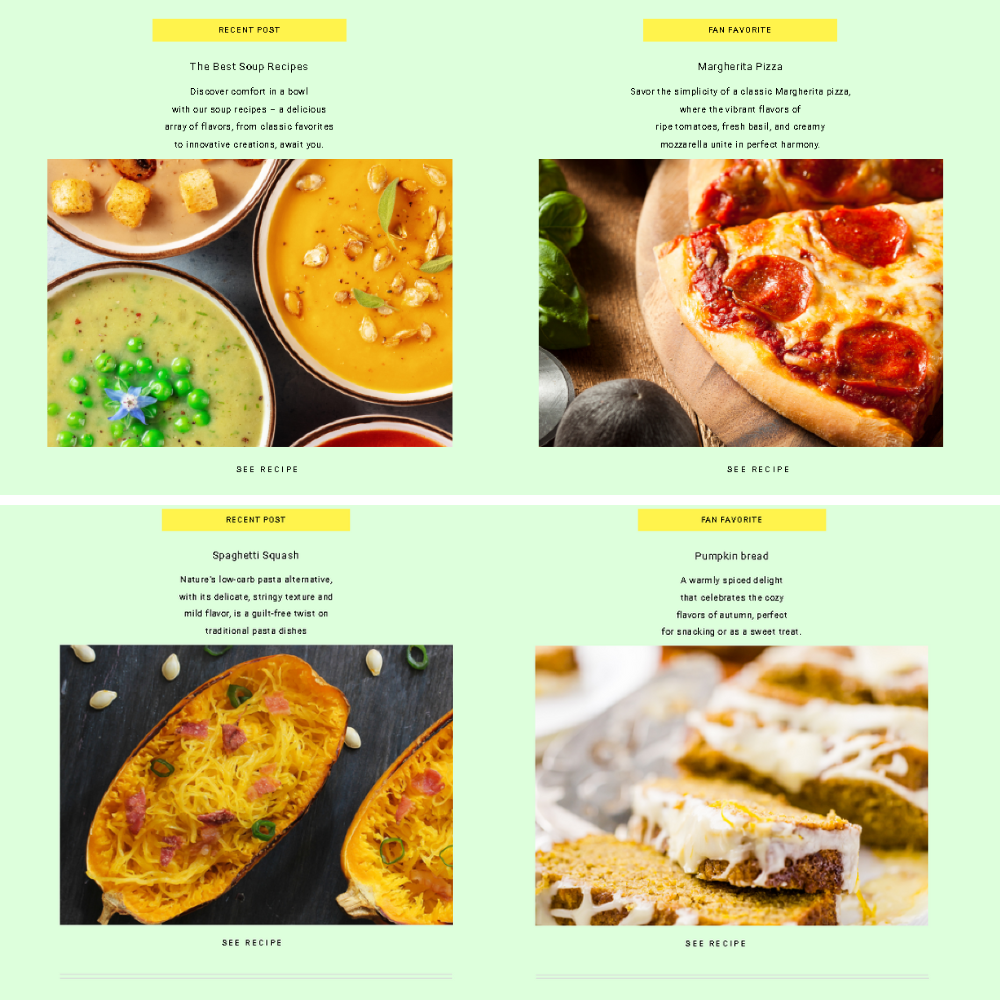 RECENT POST
The Best Soup Recipes
Discover comfort in a bowl
with our soup recipes – a delicious
array of flavors, from classic favorites
to innovative creations, await you.
SEE RECIPE
FAN FAVORITE
Margherita Pizza
Savor the simplicity of a classic Margherita pizza,
where the vibrant flavors of
ripe tomatoes, fresh basil, and creamy
mozzarella unite in perfect harmony.
SEE RECIPE
RECENT POST
Spaghetti Squash
Nature's low-carb pasta alternative,
with its delicate, stringy texture and
mild flavor, is a guilt-free twist on
traditional pasta dishes
SEE RECIPE
FAN FAVORITE
Pumpkin bread
A warmly spiced delight
that celebrates the cozy
flavors of autumn, perfect
for snacking or as a sweet treat.
SEE RECIPE